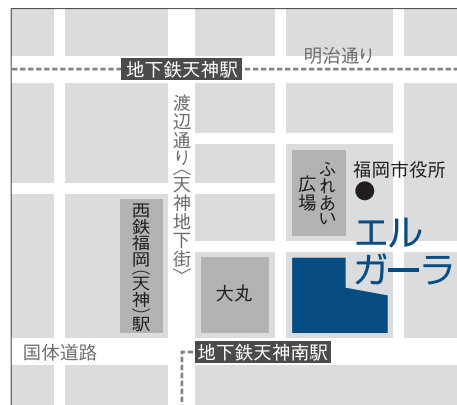 明治通り
地下鉄天神駅
渡辺通り〈天神地下街〉
ふれあい
広場
福岡市役所
エル
ガーラ
西鉄福岡(天神)駅
大丸
国体道路
地下鉄天神南駅